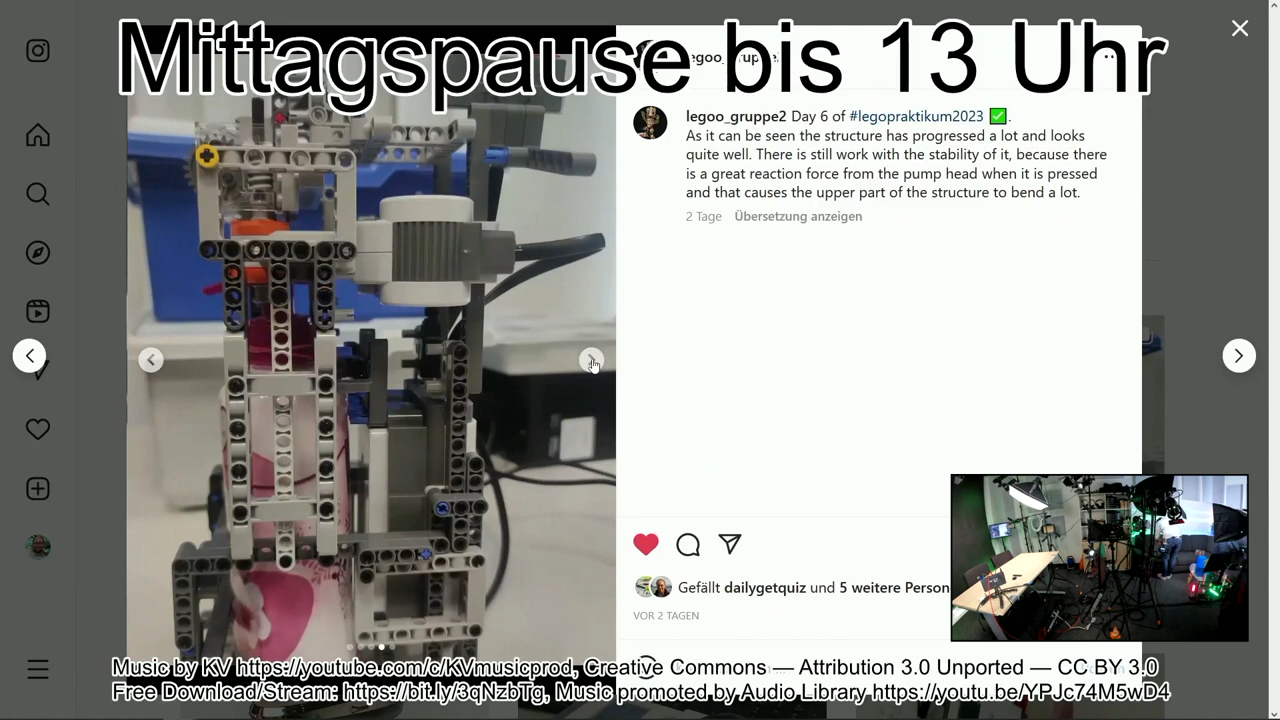 Mittagspause bis 13 Uhr
legoo_gruppe2 Day 6 of #legopraktikum2023 ✅.
As it can be seen the structure has progressed a lot and looks
quite well. There is still work with the stability of it, because there
is a great reaction force from the pump head when it is pressed
and that causes the upper part of the structure to bend a lot.
2 Tage Übersetzung anzeigen
Gefällt dailygetquiz und 5 weitere Person
VOR 2 TAGEN
Music by KV https://youtube.com/c/KVmusicprod, Creative Commons — Attribution 3.0 Unported — CC BY 3.0
Free Download/Stream: https://bit.ly/3qNzbTg, Music promoted by Audio Library https://youtu.be/YPJc74M5wD4